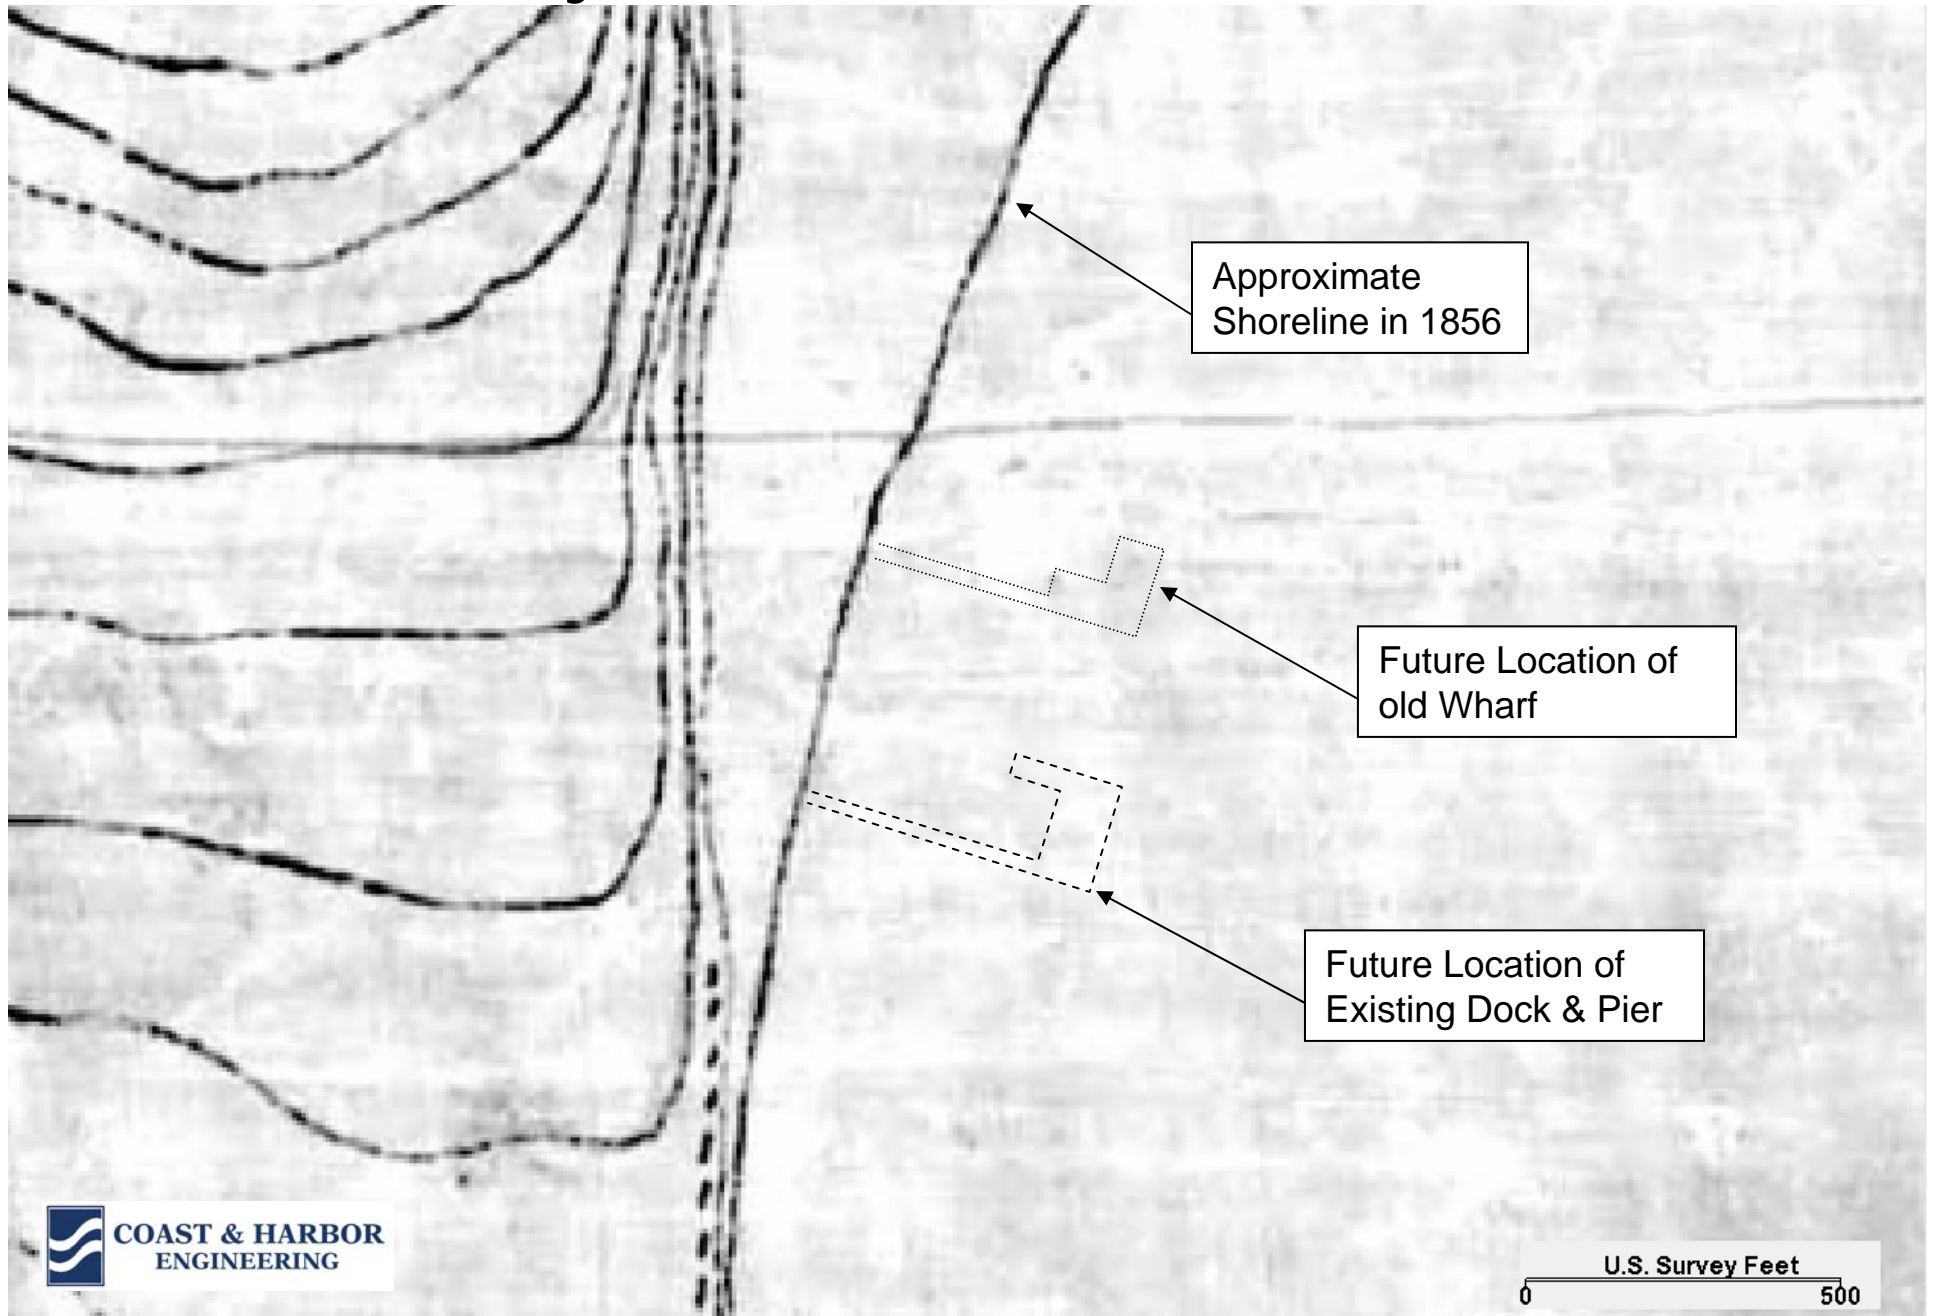 Approximate
Shoreline in 1856
Future Location of
old Wharf
Future Location of
Existing Dock & Pier
COAST & HARBOR
ENGINEERING
U.S. Survey Feet
0 500